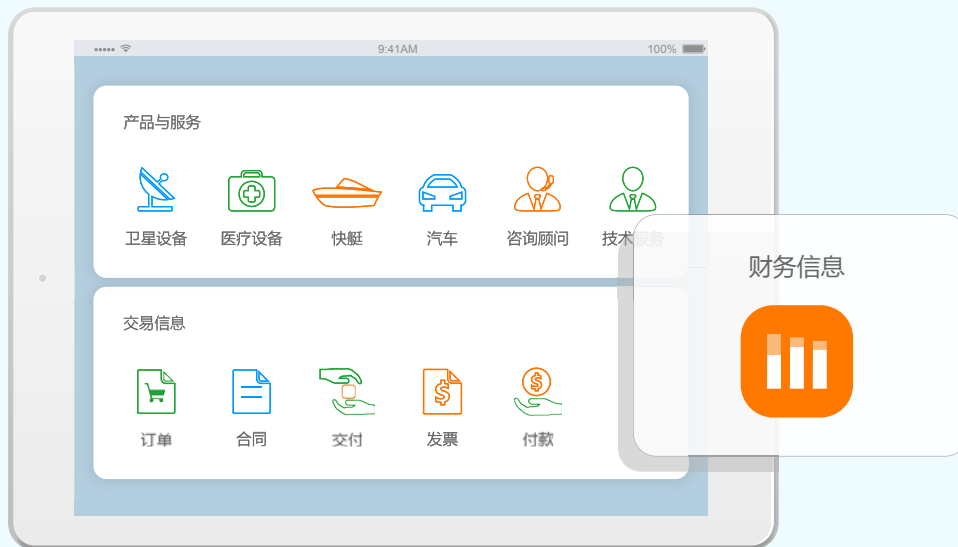 9:41AM
100%
产品与服务
卫星设备
医疗设备
快艇
汽车
咨询顾问
技术服务
财务信息
交易信息
订单
合同
交付
发票
付款